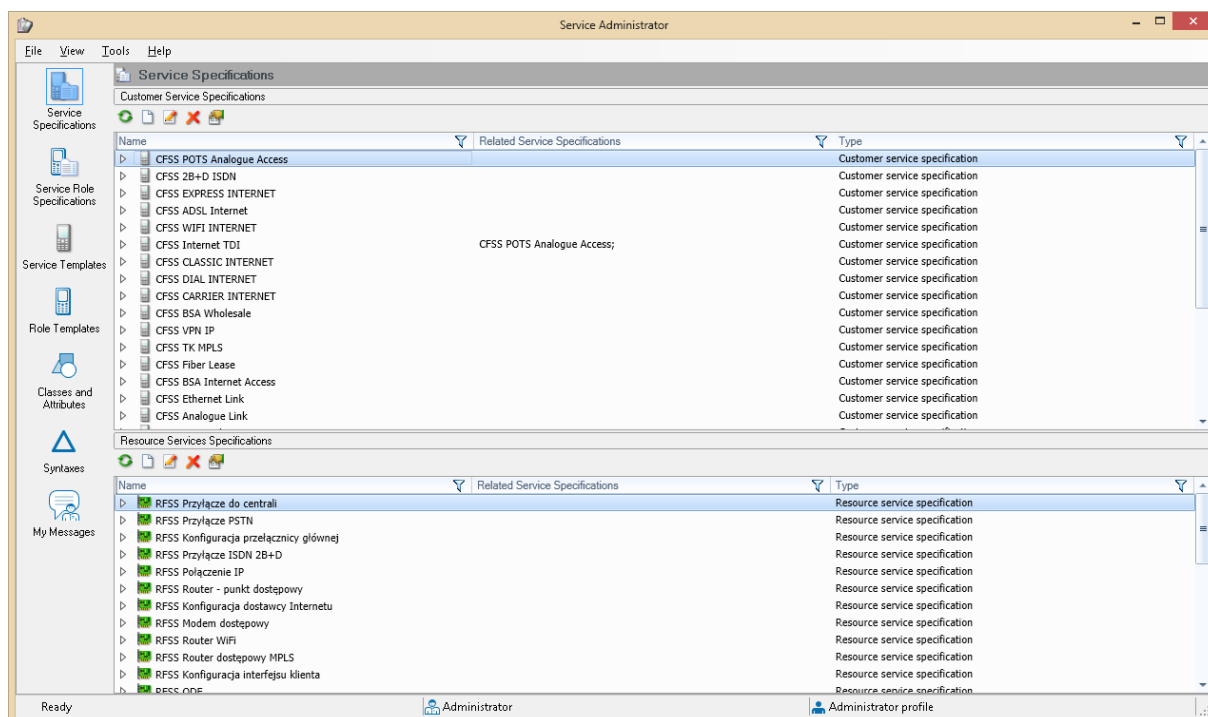 Service Administrator
File View Tools Help
Service Specifications
Service Specifications
Service Role Specifications
Service Templates
Role Templates
Classes and Attributes
Syntaxes
My Messages
Customer Service Specifications
Name Related Service Specifications Type
CFSS POTS Analogue Access Customer service specification
CFSS 2B+D ISDN Customer service specification
CFSS EXPRESS INTERNET Customer service specification
CFSS ADSL Internet Customer service specification
CFSS WIFI INTERNET Customer service specification
CFSS Internet TDI CFSS POTS Analogue Access; Customer service specification
CFSS CLASSIC INTERNET Customer service specification
CFSS DIAL INTERNET Customer service specification
CFSS CARRIER INTERNET Customer service specification
CFSS BSA Wholesale Customer service specification
CFSS VPN IP Customer service specification
CFSS TK MPLS Customer service specification
CFSS Fiber Lease Customer service specification
CFSS BSA Internet Access Customer service specification
CFSS Ethernet Link Customer service specification
CFSS Analogue Link Customer service specification
Resource Services Specifications
Name Related Service Specifications Type
RFSS Przyłącze do centrali Resource service specification
RFSS Przyłącze PSTN Resource service specification
RFSS Konfiguracja przełącznicy głównej Resource service specification
RFSS Przyłącze ISDN 2B+D Resource service specification
RFSS Połączenie IP Resource service specification
RFSS Router - punkt dostępowy Resource service specification
RFSS Konfiguracja dostawcy Internetu Resource service specification
RFSS Modem dostępowy Resource service specification
RFSS Router WiFi Resource service specification
RFSS Router dostępowy MPLS Resource service specification
RFSS Konfiguracja interfejsu klienta Resource service specification
RFSS ODF Resource service specification
Ready Administrator Administrator profile